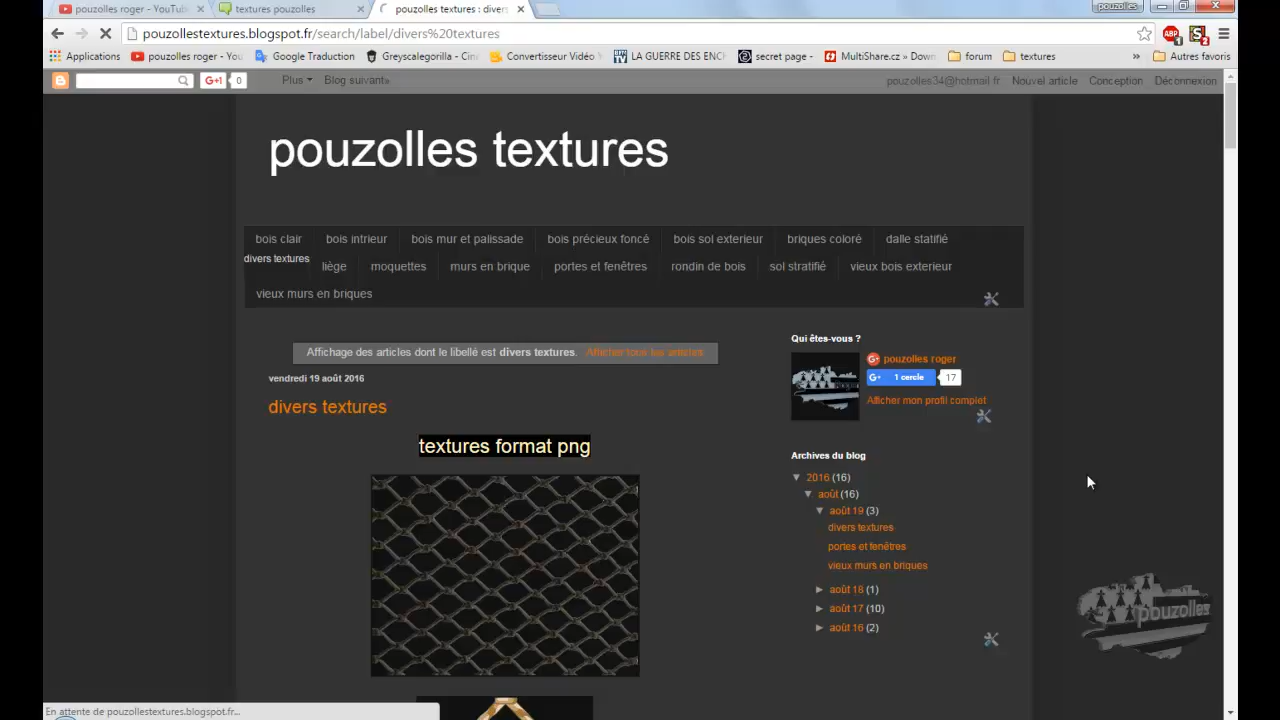 pouzolles roger - YouTub
textures pouzolles
pouzolles textures : diver
pouzolles
pouzollestextures.blogspot.fr/search/label/divers%20textures
ABP
Applications
pouzolles roger - You
Google Traduction
Greyscalegorilla - Cin
Convertisseur Vidéo
LA GUERRE DES ENCH
secret page -
MultiShare.cz » Down
forum
textures
»
Autres favoris
G+1 0
Plus
Blog suivant»
pouzolles34@hotmail.fr
Nouvel article
Conception
Déconnexion
pouzolles textures
bois clair
bois intrieur
bois mur et palissade
bois précieux foncé
bois sol exterieur
briques coloré
dalle statifié
divers textures
liège
moquettes
murs en brique
portes et fenêtres
rondin de bois
sol stratifié
vieux bois exterieur
vieux murs en briques
Affichage des articles dont le libellé est divers textures. Afficher tous les articles
vendredi 19 août 2016
divers textures
textures format png
Qui êtes-vous ?
pouzolles roger
G+ 1 cercle 17
Afficher mon profil complet
Archives du blog
▼ 2016 (16)
▼ août (16)
▼ août 19 (3)
divers textures
portes et fenêtres
vieux murs en briques
► août 18 (1)
► août 17 (10)
► août 16 (2)
pouzolles
En attente de pouzollestextures.blogspot.fr...